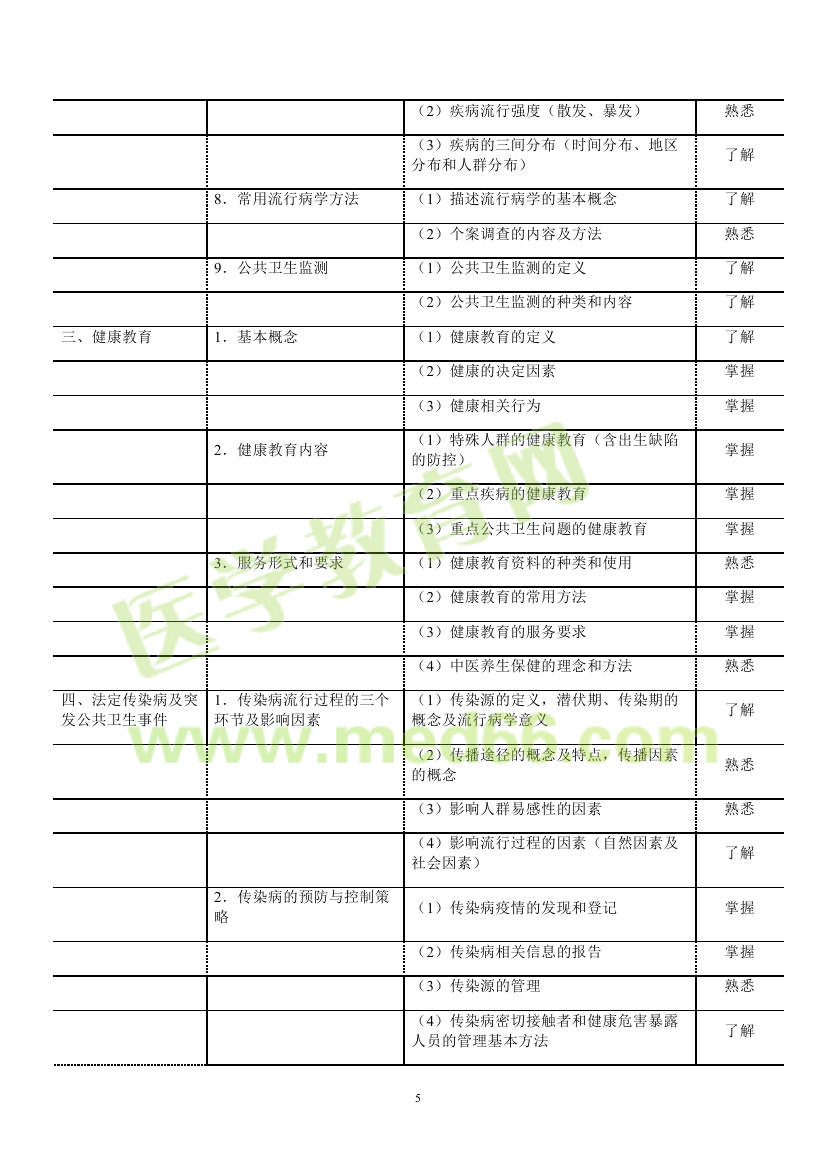 （2）疾病流行强度（散发、暴发） 熟悉
（3）疾病的三间分布（时间分布、地区
分布和人群分布） 了解
8．常用流行病学方法 （1）描述流行病学的基本概念 了解
（2）个案调查的内容及方法 熟悉
9．公共卫生监测 （1）公共卫生监测的定义 了解
（2）公共卫生监测的种类和内容 了解
三、健康教育 1．基本概念 （1）健康教育的定义 了解
（2）健康的决定因素 掌握
（3）健康相关行为 掌握
2．健康教育内容 （1）特殊人群的健康教育（含出生缺陷
的防控） 掌握
（2）重点疾病的健康教育 掌握
（3）重点公共卫生问题的健康教育 掌握
3．服务形式和要求 （1）健康教育资料的种类和使用 熟悉
（2）健康教育的常用方法 掌握
（3）健康教育的服务要求 掌握
（4）中医养生保健的理念和方法 熟悉
四、法定传染病及突 1．传染病流行过程的三个 （1）传染源的定义，潜伏期、传染期的
发公共卫生事件 环节及影响因素 概念及流行病学意义 了解
（2）传播途径的概念及特点，传播因素
的概念 熟悉
（3）影响人群易感性的因素 熟悉
（4）影响流行过程的因素（自然因素及
社会因素） 了解
2．传染病的预防与控制策
略 （1）传染病疫情的发现和登记 掌握
（2）传染病相关信息的报告 掌握
（3）传染源的管理 熟悉
（4）传染病密切接触者和健康危害暴露
人员的管理基本方法 了解
5
医学教育网
www.med66.com